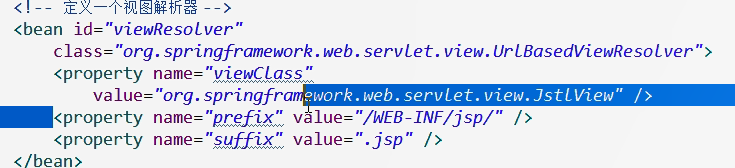 <!-- 定义一个视图解析器 -->
<bean id="viewResolver"
class="org.springframework.web.servlet.view.UrlBasedViewResolver">
<property name="viewClass"
value="org.springframework.web.servlet.view.JstlView" />
<property name="prefix" value="/WEB-INF/jsp/" />
<property name="suffix" value=".jsp" />
</bean>